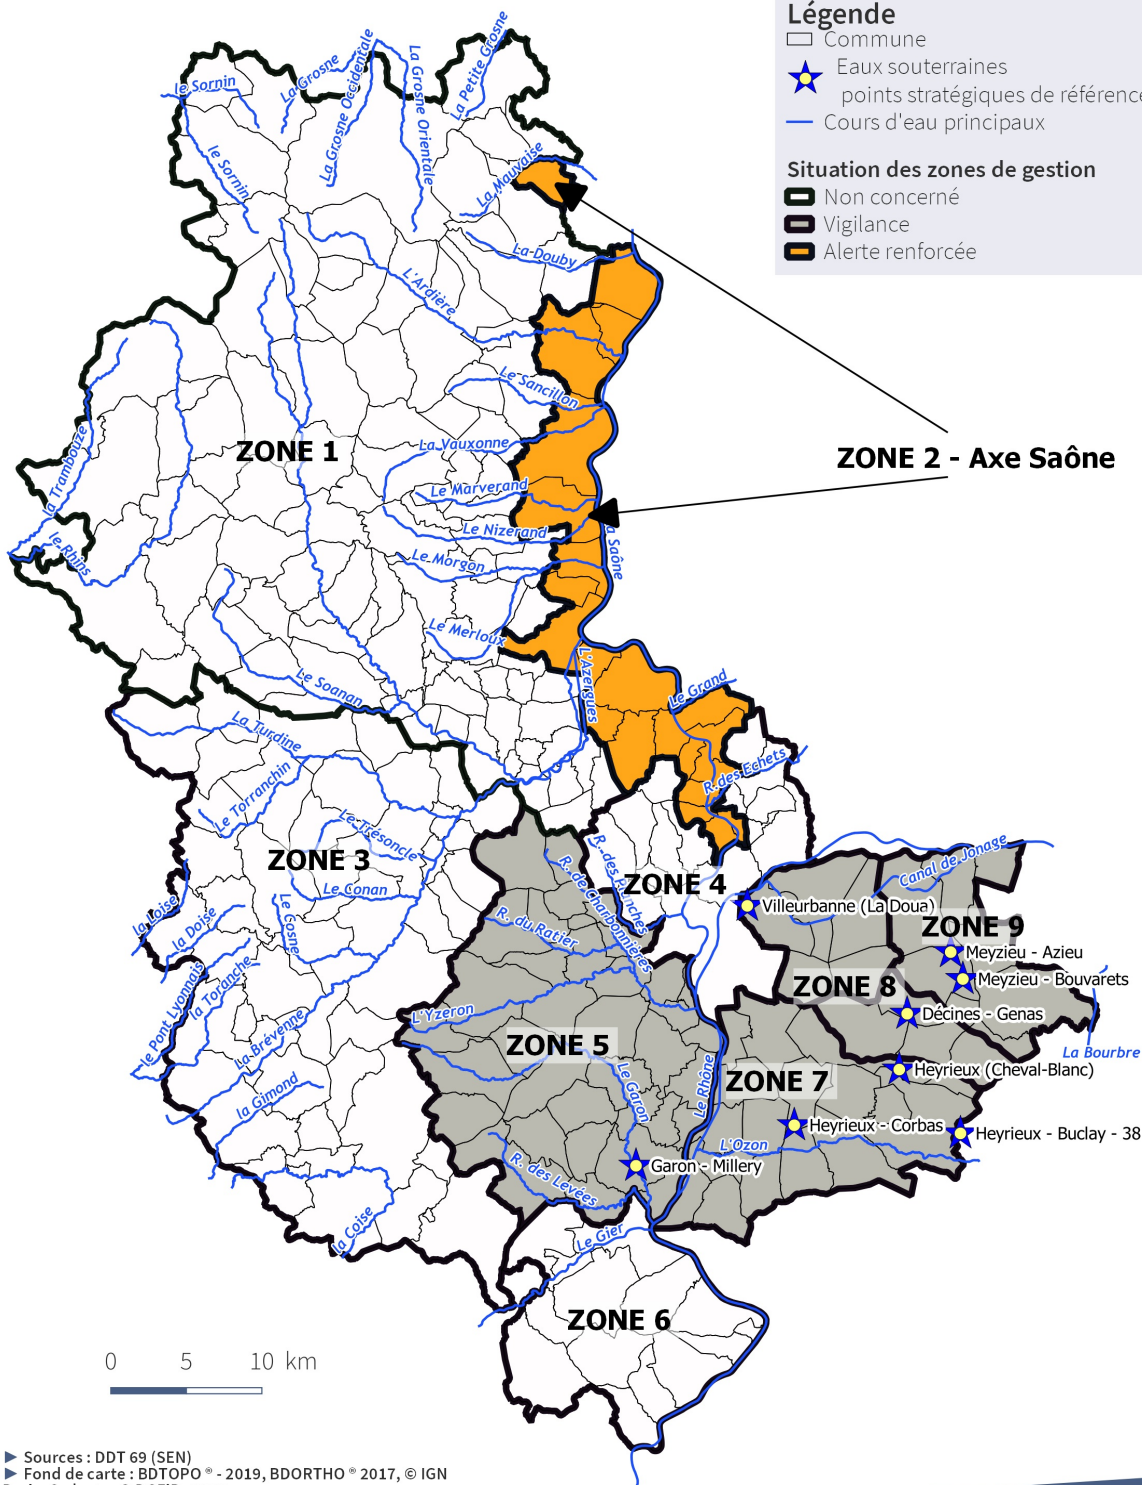 Légende
Commune
Eaux souterraines
points stratégiques de référence
Cours d'eau principaux
Situation des zones de gestion
Non concerné
Vigilance
Alerte renforcée
le Sornin
La Grosne
La Grosne Occidentale
La Grosne Orientale
La Petite Grosne
le Sornin
La Mauvaise
La Douby
L'Ardière
Le Sancillon
La Vauxonne
ZONE 1
ZONE 2 - Axe Saône
la Trambouze
Le Marverand
Le Nizerand
la Saône
le Rhins
Le Morgon
Le Merloux
L'Azergues
Le Soanan
Le Grand
La Turdine
R. des Echets
Le Torranchin
Le Trésoncle
ZONE 3
R. des Planches
R. de Charbonnières
ZONE 4
Canal de Jonage
Le Conan
Villeurbanne (La Doua)
la Loise
la Doise
Le Cosne
R. du Ratier
ZONE 9
Meyzieu - Azieu
Meyzieu - Bouvarets
ZONE 8
la Toranche
le Pont Lyonnais
L'Yzeron
Décines - Genas
La Brévenne
ZONE 5
La Bourbre
Heyrieux (Cheval-Blanc)
ZONE 7
Le Rhône
Le Garon
la Gimond
Heyrieux - Corbas
Heyrieux - Buclay - 38
L'Ozon
Garon - Millery
R. des Levées
la Coise
Le Gier
ZONE 6
0 5 10 km
Sources : DDT 69 (SEN)
Fond de carte : BDTOPO ® - 2019, BDORTHO ® 2017, © IGN